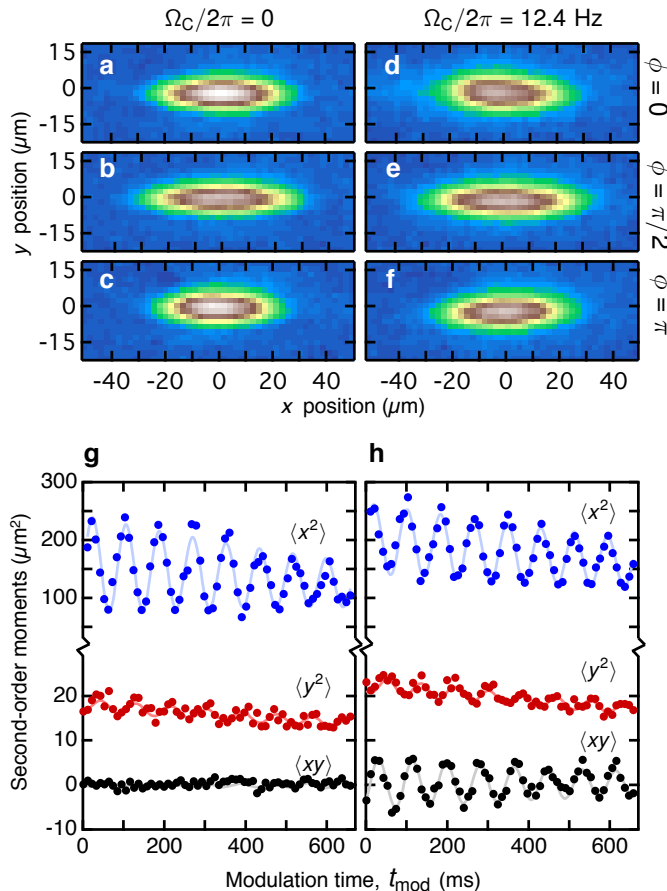 Ω_C/2π = 0
Ω_C/2π = 12.4 Hz
a
d
15
0
-15
ϕ = 0
b
e
15
0
-15
ϕ = π/2
c
f
15
0
-15
ϕ = π
y position (μm)
-40 -20 0 20 40
-40 -20 0 20 40
x position (μm)
g
h
300
200
100
20
10
0
-10
Second-order moments (μm²)
⟨x²⟩
⟨y²⟩
⟨xy⟩
⟨x²⟩
⟨y²⟩
⟨xy⟩
0 200 400 600
0 200 400 600
Modulation time, t_mod (ms)